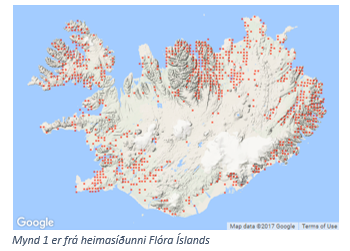 Google
Map data ©2017 Google
Terms of Use
Mynd 1 er frá heimasíðunni Flóra Íslands